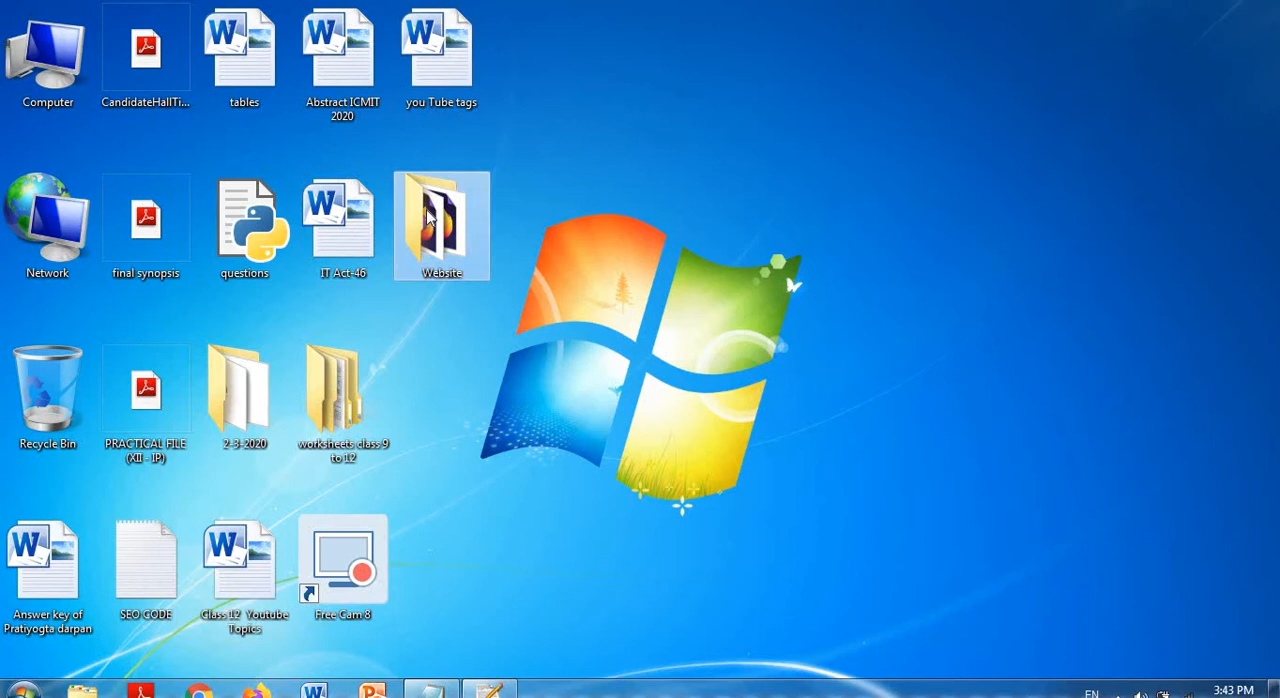 Computer
CandidateHallTi...
tables
Abstract ICMIT
2020
you Tube tags
Network
final synopsis
questions
IT Act-46
Website
Recycle Bin
PRACTICAL FILE
(XII - IP)
2-3-2020
worksheets class 9
to 12
Answer key of
Pratiyogta darpan
SEO CODE
Class 12 Youtube
Topics
Free Cam 8
EN
3:43 PM